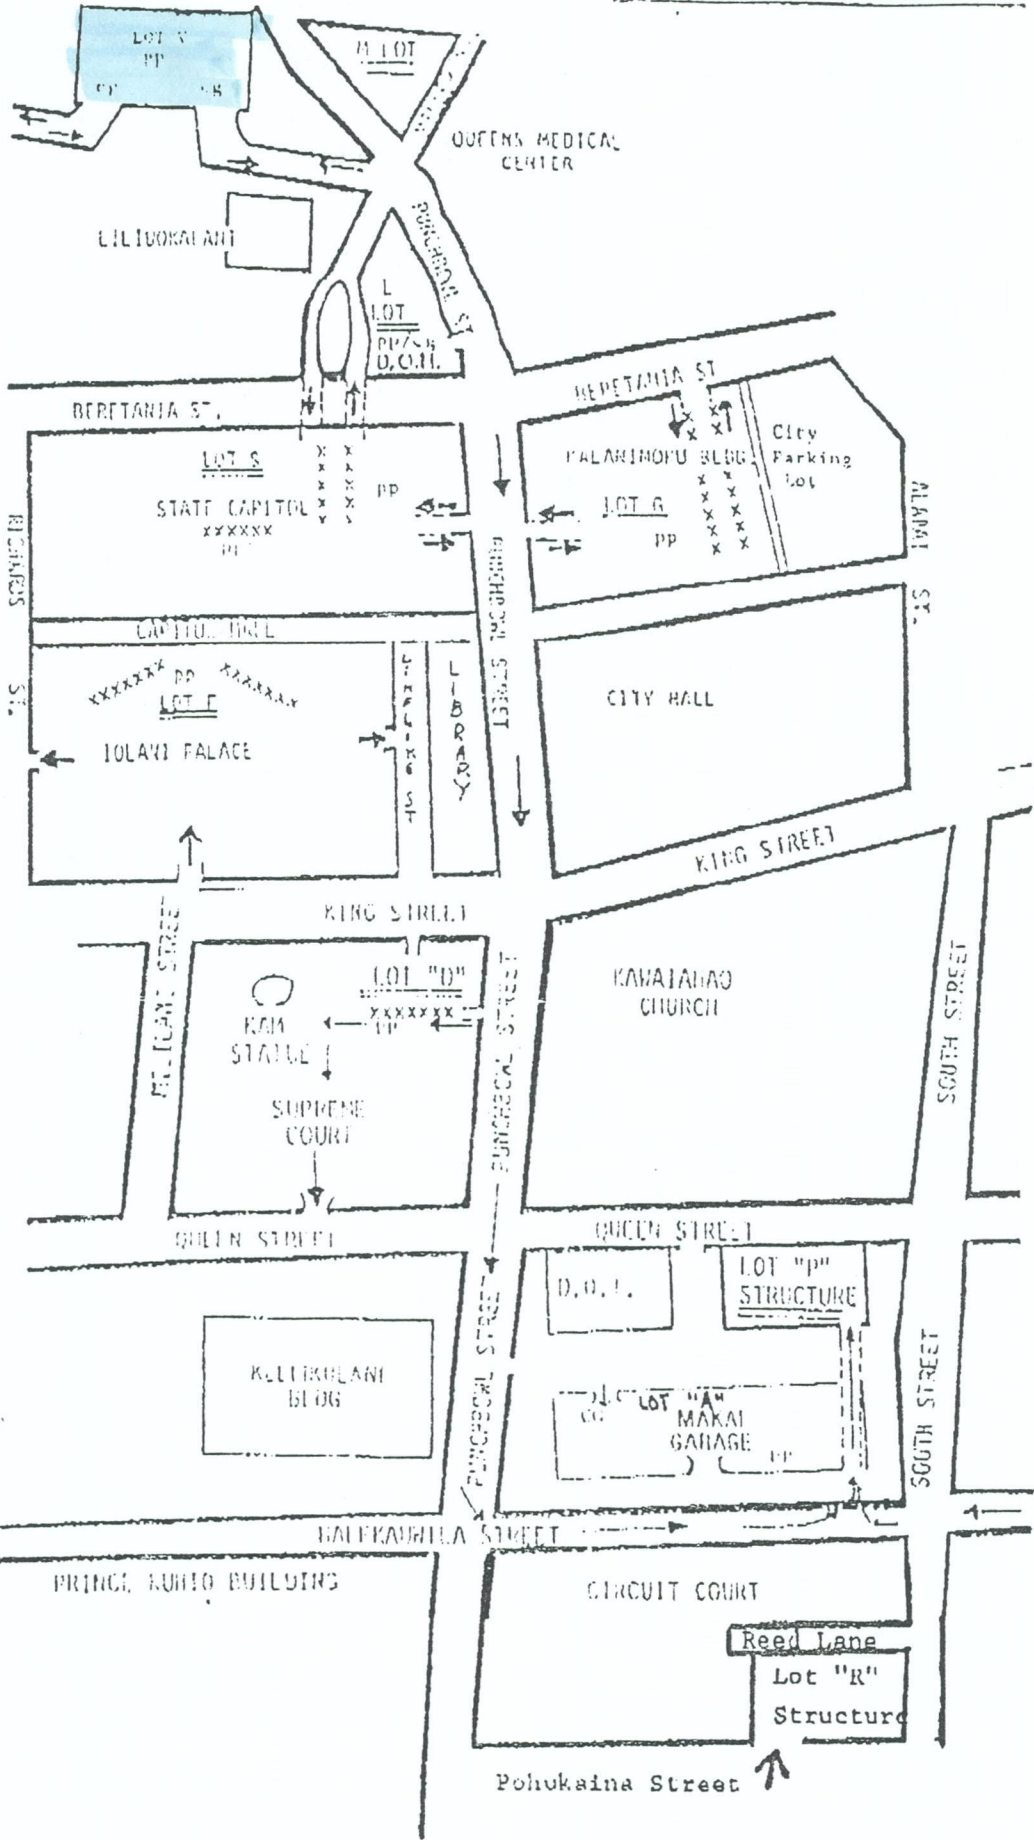 LOT V
PP
M LOT
QUEENS MEDICAL
CENTER
PUNCHBOWL ST
LILIUOKALANI
L
LOT
PP/SB
D.O.H.
BERETANIA ST.
BERETANIA ST
LOT S
STATE CAPITOL
XXXXXX
PP
KALANIMOKU BLDG.
LOT G
PP
City
Parking
Lot
ALAPAI ST.
RICHARDS ST.
PUNCHBOWL STREET
CAPITOL MALL
XXXXXXX PP XXXXXXX
LOT F
IOLANI PALACE
LIBRARY
CITY HALL
KING STREET
KING STREET
MILILANI STREET
LOT "D"
XXXXXXX
PP
KAM
STATUE
SUPREME
COURT
PUNCHBOWL STREET
KAWAIAHAO
CHURCH
SOUTH STREET
QUEEN STREET
QUEEN STREET
LOT "P"
STRUCTURE
PUNCHBOWL STREET
BLDG
LOT "A"
MAKAI
GARAGE
PP
SOUTH STREET
HALEKAUWILA STREET
PRINCE KUHIO BUILDING
CIRCUIT COURT
Reed Lane
Lot "R"
Structure
Pohukaina Street